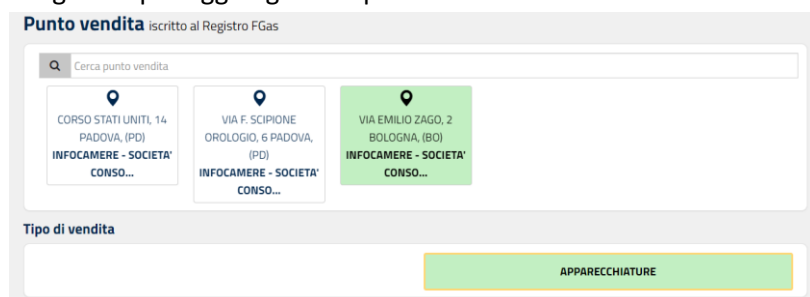 Punto vendita iscritto al Registro FGas
Cerca punto vendita
CORSO STATI UNITI, 14
PADOVA, (PD)
INFOCAMERE - SOCIETA'
CONSO...
VIA F. SCIPIONE
OROLOGIO, 6 PADOVA,
(PD)
INFOCAMERE - SOCIETA'
CONSO...
VIA EMILIO ZAGO, 2
BOLOGNA, (BO)
INFOCAMERE - SOCIETA'
CONSO...
Tipo di vendita
APPARECCHIATURE